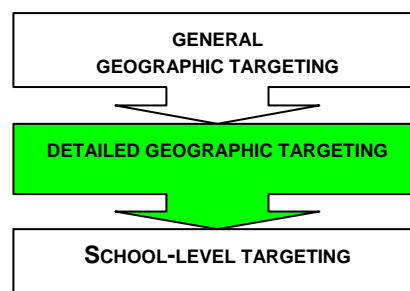 GENERAL
GEOGRAPHIC TARGETING
DETAILED GEOGRAPHIC TARGETING
SCHOOL-LEVEL TARGETING